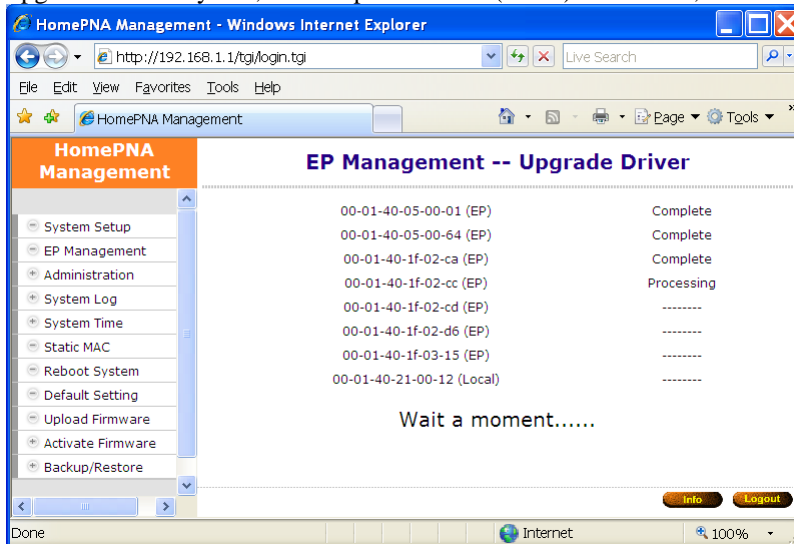 HomePNA Management - Windows Internet Explorer
http://192.168.1.1/tgi/login.tgi
Live Search
File Edit View Favorites Tools Help
HomePNA Management
Page Tools »
HomePNA
Management
System Setup
EP Management
Administration
System Log
System Time
Static MAC
Reboot System
Default Setting
Upload Firmware
Activate Firmware
Backup/Restore
EP Management -- Upgrade Driver
00-01-40-05-00-01 (EP) Complete
00-01-40-05-00-64 (EP) Complete
00-01-40-1f-02-ca (EP) Complete
00-01-40-1f-02-cc (EP) Processing
00-01-40-1f-02-cd (EP) --------
00-01-40-1f-02-d6 (EP) --------
00-01-40-1f-03-15 (EP) --------
00-01-40-21-00-12 (Local) --------
Wait a moment......
Info Logout
Done Internet 100%